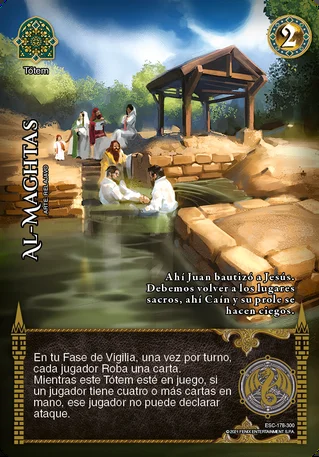 2
Tótem
AL-MAGHTAS
Ahí Juan bautizó a Jesús.
Debemos volver a los lugares
sacros, ahí Caín y su prole se
hacen ciegos.
En tu Fase de Vigilia, una vez por turno,
cada jugador Roba una carta.
Mientras este Tótem esté en juego, si
un jugador tiene cuatro o más cartas en
mano, ese jugador no puede declarar
ataque.
ESC-178-300
©2021 FENIX ENTERTAINMENT S.P.A.